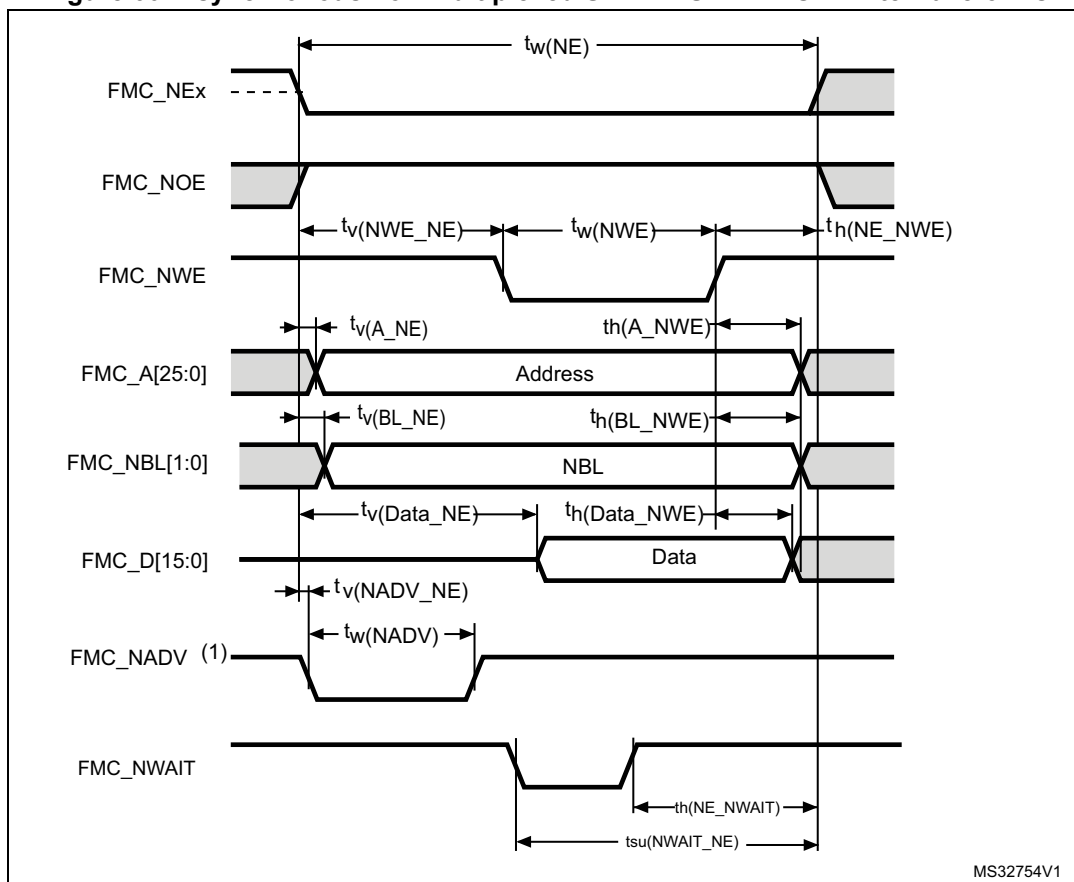 tw(NE)
FMC_NEx
FMC_NOE
tv(NWE_NE) tw(NWE) th(NE_NWE)
FMC_NWE
tv(A_NE) th(A_NWE)
FMC_A[25:0] Address
tv(BL_NE) th(BL_NWE)
FMC_NBL[1:0] NBL
tv(Data_NE) th(Data_NWE)
FMC_D[15:0] Data
tv(NADV_NE)
tw(NADV)
FMC_NADV (1)
FMC_NWAIT
th(NE_NWAIT)
tsu(NWAIT_NE)
MS32754V1